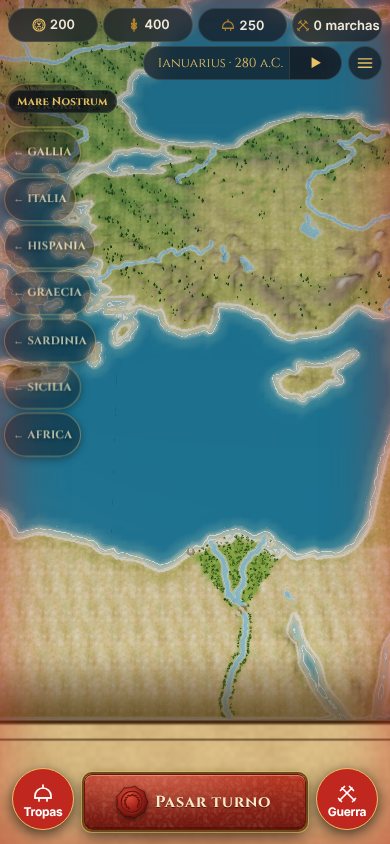 200
400
250
0 marchas
Ianuarius · 280 a.C.
Mare Nostrum
← GALLIA
← ITALIA
← HISPANIA
← GRAECIA
← SARDINIA
← SICILIA
← AFRICA
Tropas
Pasar turno
Guerra